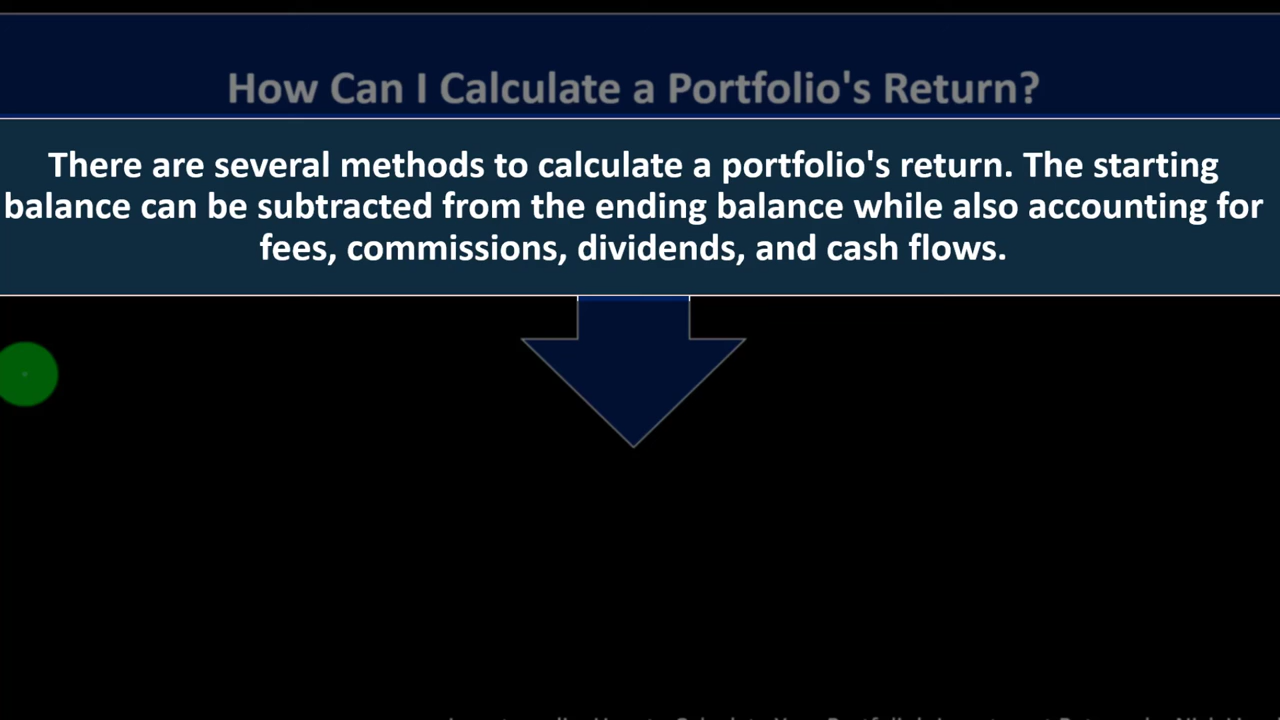 How Can I Calculate a Portfolio's Return?
There are several methods to calculate a portfolio's return. The starting
balance can be subtracted from the ending balance while also accounting for
fees, commissions, dividends, and cash flows.